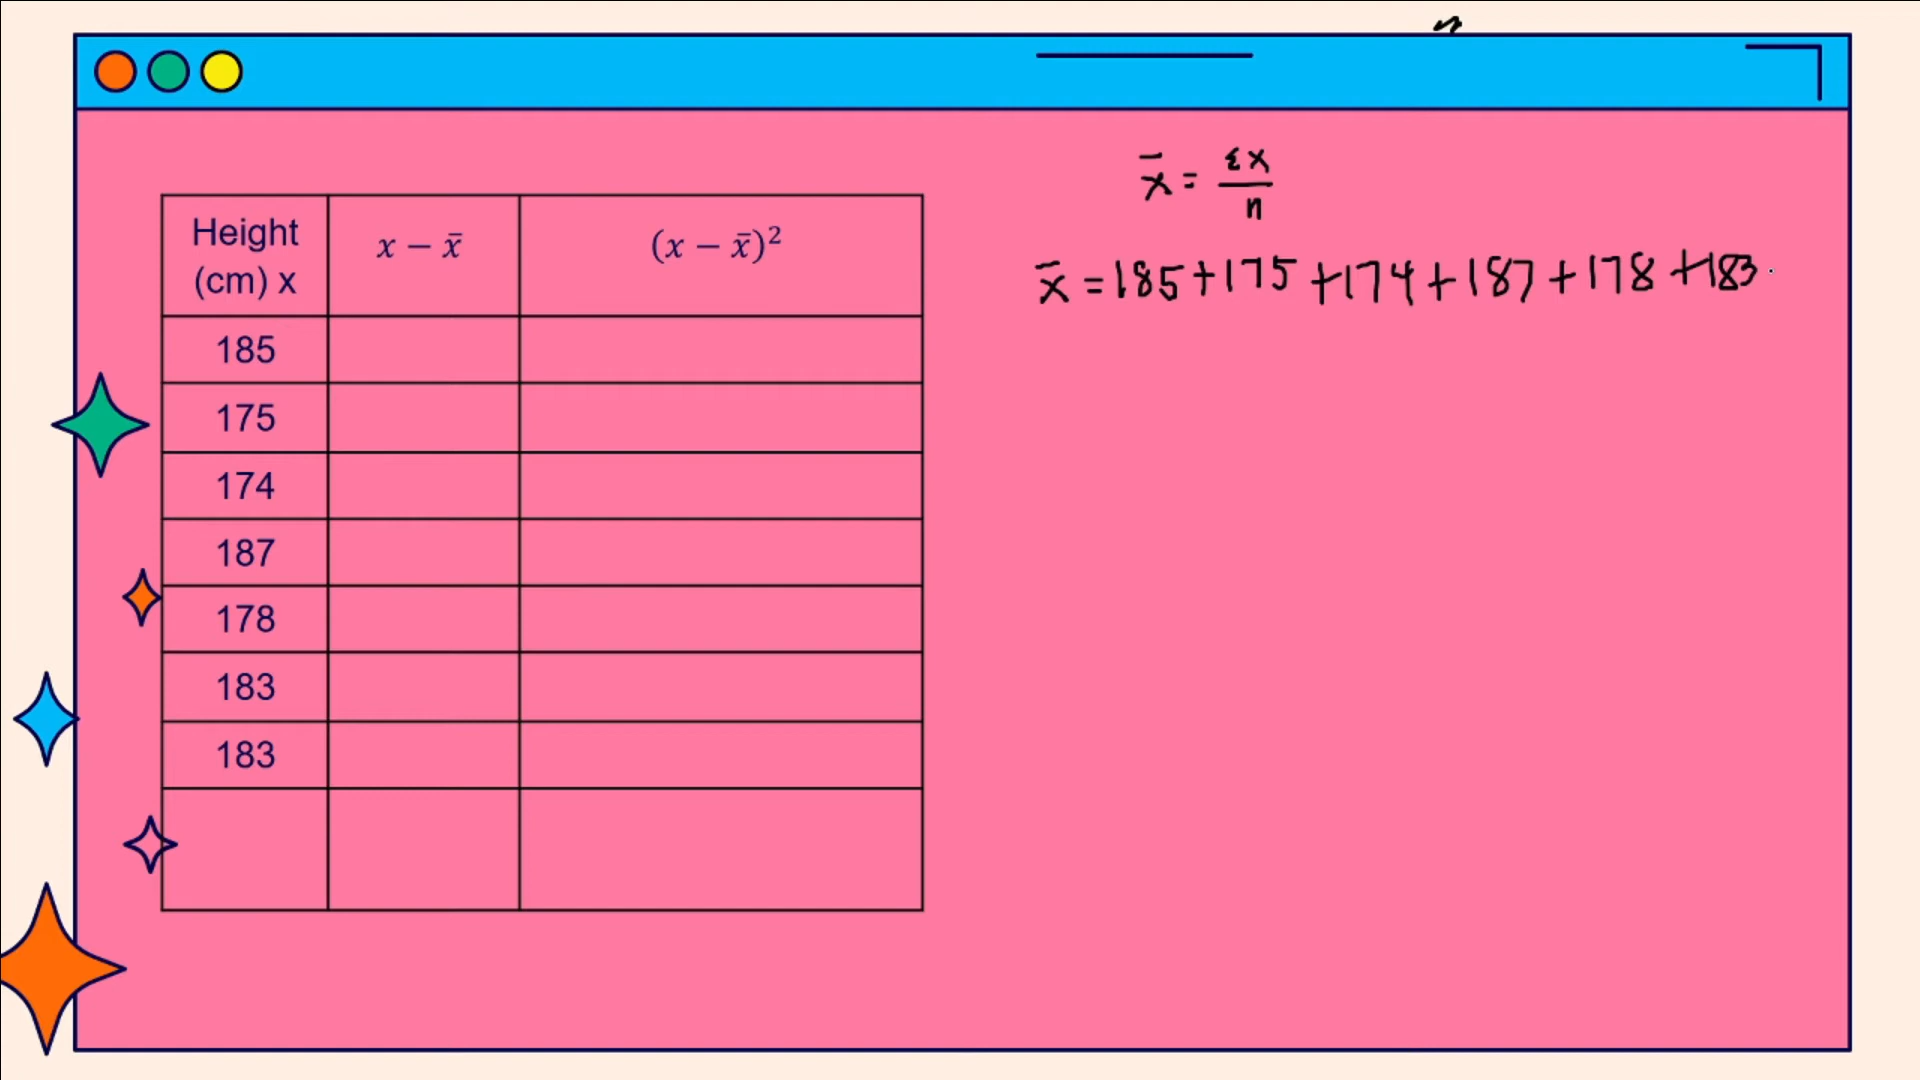 Height (cm) x | x − x̄ | (x − x̄)²
185
175
174
187
178
183
183
x̄ = Σx / n
x̄ = 185 + 175 + 174 + 187 + 178 + 183